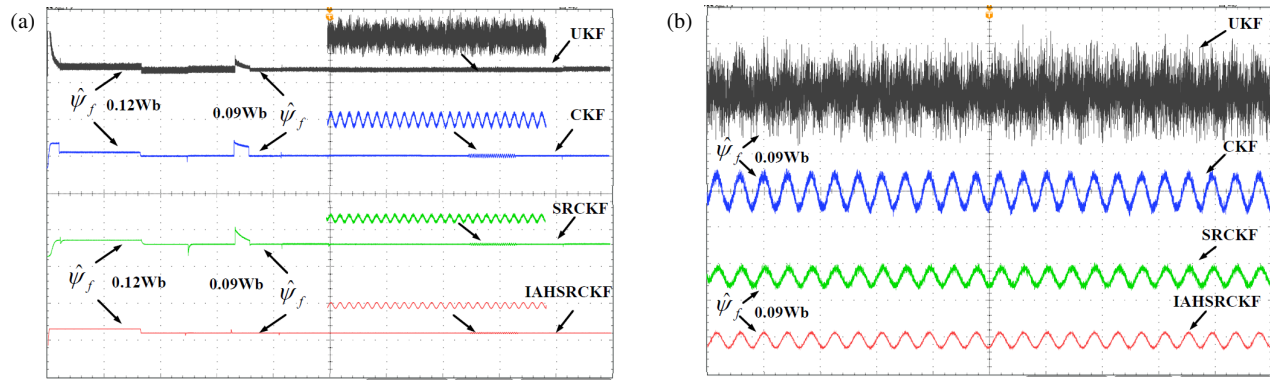 (a)
UKF
ψ̂f 0.12Wb 0.09Wb ψ̂f
CKF
SRCKF
ψ̂f 0.12Wb 0.09Wb ψ̂f
IAHSRCKF
(b)
UKF
ψ̂f 0.09Wb
CKF
SRCKF
ψ̂f 0.09Wb
IAHSRCKF